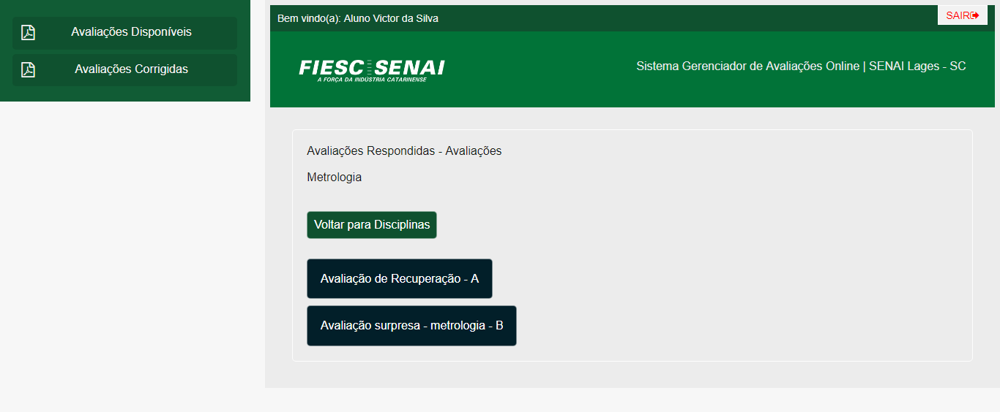 Avaliações Disponíveis
Avaliações Corrigidas
Bem vindo(a): Aluno Victor da Silva
SAIR
FIESC SENAI
A FORÇA DA INDÚSTRIA CATARINENSE
Sistema Gerenciador de Avaliações Online | SENAI Lages - SC
Avaliações Respondidas - Avaliações
Metrologia
Voltar para Disciplinas
Avaliação de Recuperação - A
Avaliação surpresa - metrologia - B